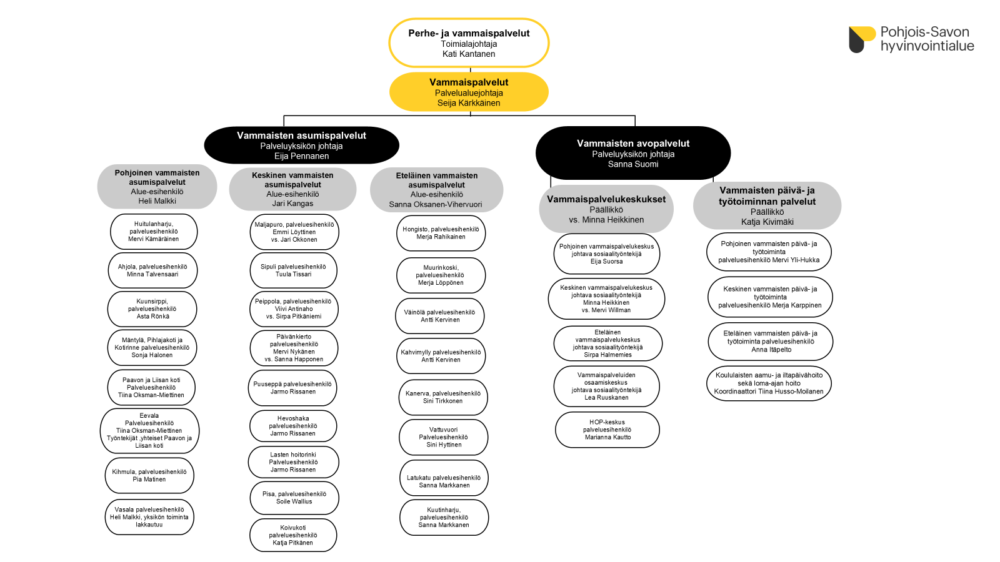 Perhe- ja vammaispalvelut
Toimialajohtaja
Kati Kantanen
Pohjois-Savon
hyvinvointialue
Vammaispalvelut
Palvelualuejohtaja
Seija Kärkkäinen
Vammaisten asumispalvelut
Palveluyksikön johtaja
Eija Pennanen
Vammaisten avopalvelut
Palveluyksikön johtaja
Sanna Suomi
Pohjoinen vammaisten
asumispalvelut
Alue-esihenkilö
Heli Malkki
Huitulanharju,
palveluesihenkilö
Mervi Kämäräinen
Ahjola, palveluesihenkilö
Minna Talvensaari
Kuunsirppi,
palveluesihenkilö
Asta Rönkä
Mäntylä, Pihlajakoti ja
Kotirinne palveluesihenkilö
Sonja Halonen
Paavon ja Liisan koti
Palveluesihenkilö
Tiina Oksman-Miettinen
Eevala
Palveluesihenkilö
Tiina Oksman-Miettinen
Työntekijät ,yhteiset Paavon ja
Liisan koti
Kihmula, palveluesihenkilö
Pia Matinen
Vasala palveluesihenkilö
Heli Malkki, yksikön toiminta
lakkautuu
Keskinen vammaisten
asumispalvelut
Alue-esihenkilö
Jari Kangas
Maljapuro, palveluesihenkilö
Emmi Löyttinen
vs. Jari Okkonen
Sipuli palveluesihenkilö
Tuula Tissari
Peippola, palveluesihenkilö
Viivi Antinaho
vs. Sirpa Pitkäniemi
Päivänkierto
palveluesihenkilö
Mervi Nykänen
vs. Sanna Happonen
Puuseppä palveluesihenkilö
Jarmo Rissanen
Hevoshaka
palveluesihenkilö
Jarmo Rissanen
Lasten hoitorinki
Palveluesihenkilö
Jarmo Rissanen
Pisa, palveluesihenkilö
Soile Wallius
Koivukoti
palveluesihenkilö
Katja Pitkänen
Eteläinen vammaisten
asumispalvelut
Alue-esihenkilö
Sanna Oksanen-Vihervuori
Hongisto, palveluesihenkilö
Merja Rahikainen
Muurinkoski,
palveluesihenkilö
Merja Löppönen
Väinölä palveluesihenkilö
Antti Kervinen
Kahvimylly palveluesihenkilö
Antti Kervinen
Kanerva, palveluesihenkilö
Sini Tirkkonen
Vattuvuori
Palveluesihenkilö
Sini Hyttinen
Latukatu palveluesihenkilö
Sanna Markkanen
Kuutinharju,
palveluesihenkilö
Sanna Markkanen
Vammaispalvelukeskukset
Päällikkö
vs. Minna Heikkinen
Pohjoinen vammaispalvelukeskus
johtava sosiaalityöntekijä
Eija Suorsa
Keskinen vammaispalvelukeskus
johtava sosiaalityöntekijä
Minna Heikkinen
vs. Mervi Willman
Eteläinen
vammaispalvelukeskus
johtava sosiaalityöntekijä
Sirpa Halmemies
Vammaispalveluiden
osaamiskeskus
johtava sosiaalityöntekijä
Lea Ruuskanen
HOP-keskus
palveluesihenkilö
Marianna Kautto
Vammaisten päivä- ja
työtoiminnan palvelut
Päällikkö
Katja Kivimäki
Pohjoinen vammaisten päivä- ja
työtoiminta
palveluesihenkilö Mervi Yli-Hukka
Keskinen vammaisten päivä- ja
työtoiminta
palveluesihenkilö Merja Karppinen
Eteläinen vammaisten päivä- ja
työtoiminta palveluesihenkilö
Anna Itäpelto
Koululaisten aamu- ja iltapäivähoito
sekä loma-ajan hoito
Koordinaattori Tiina Husso-Moilanen